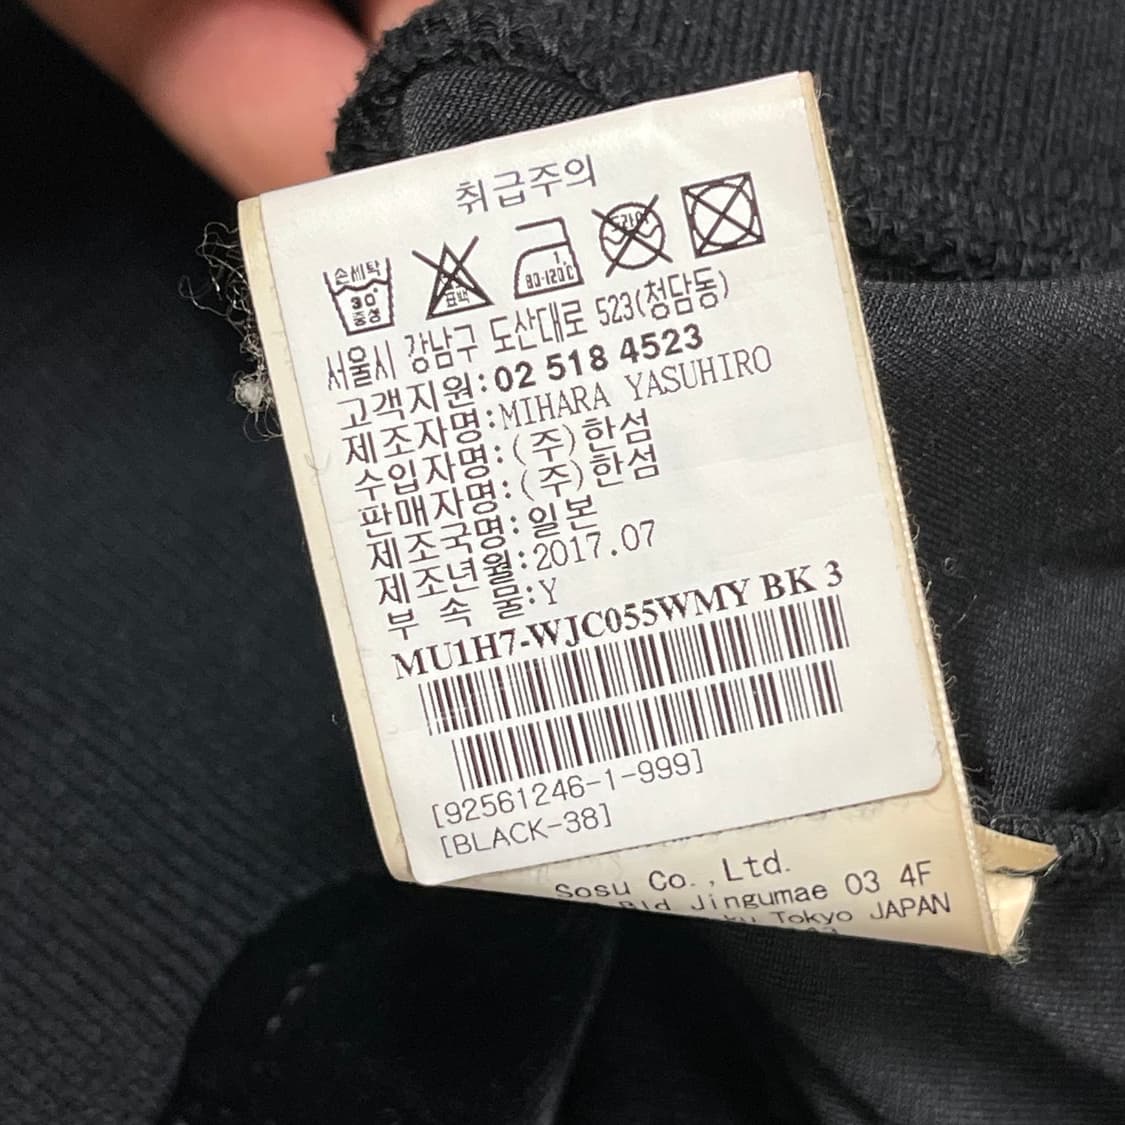 취급주의
손세탁 30˚ 중성
표백
1. 80-120℃
드라이
서울시 강남구 도산대로 523(청담동)
고객지원:02 518 4523
제조자명:MIHARA YASUHIRO
수입자명:(주)한섬
판매자명:(주)한섬
제조국명:일본
제조년월:2017.07
부 속 물:Y
MU1H7-WJC055WMY BK 3
[92561246-1-999]
[BLACK-38]
Sosu Co.,Ltd.
Bld Jingumae 03 4F
Tokyo JAPAN